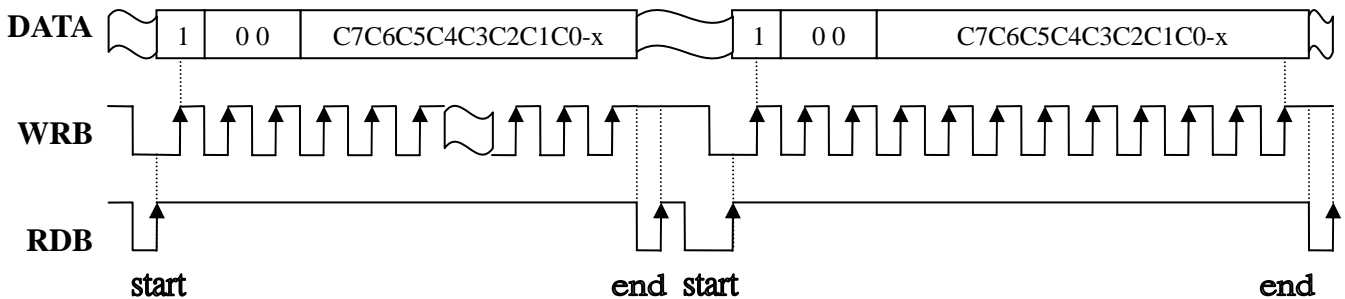 DATA 1 0 0 C7C6C5C4C3C2C1C0-x 1 0 0 C7C6C5C4C3C2C1C0-x
WRB
RDB
start end start end